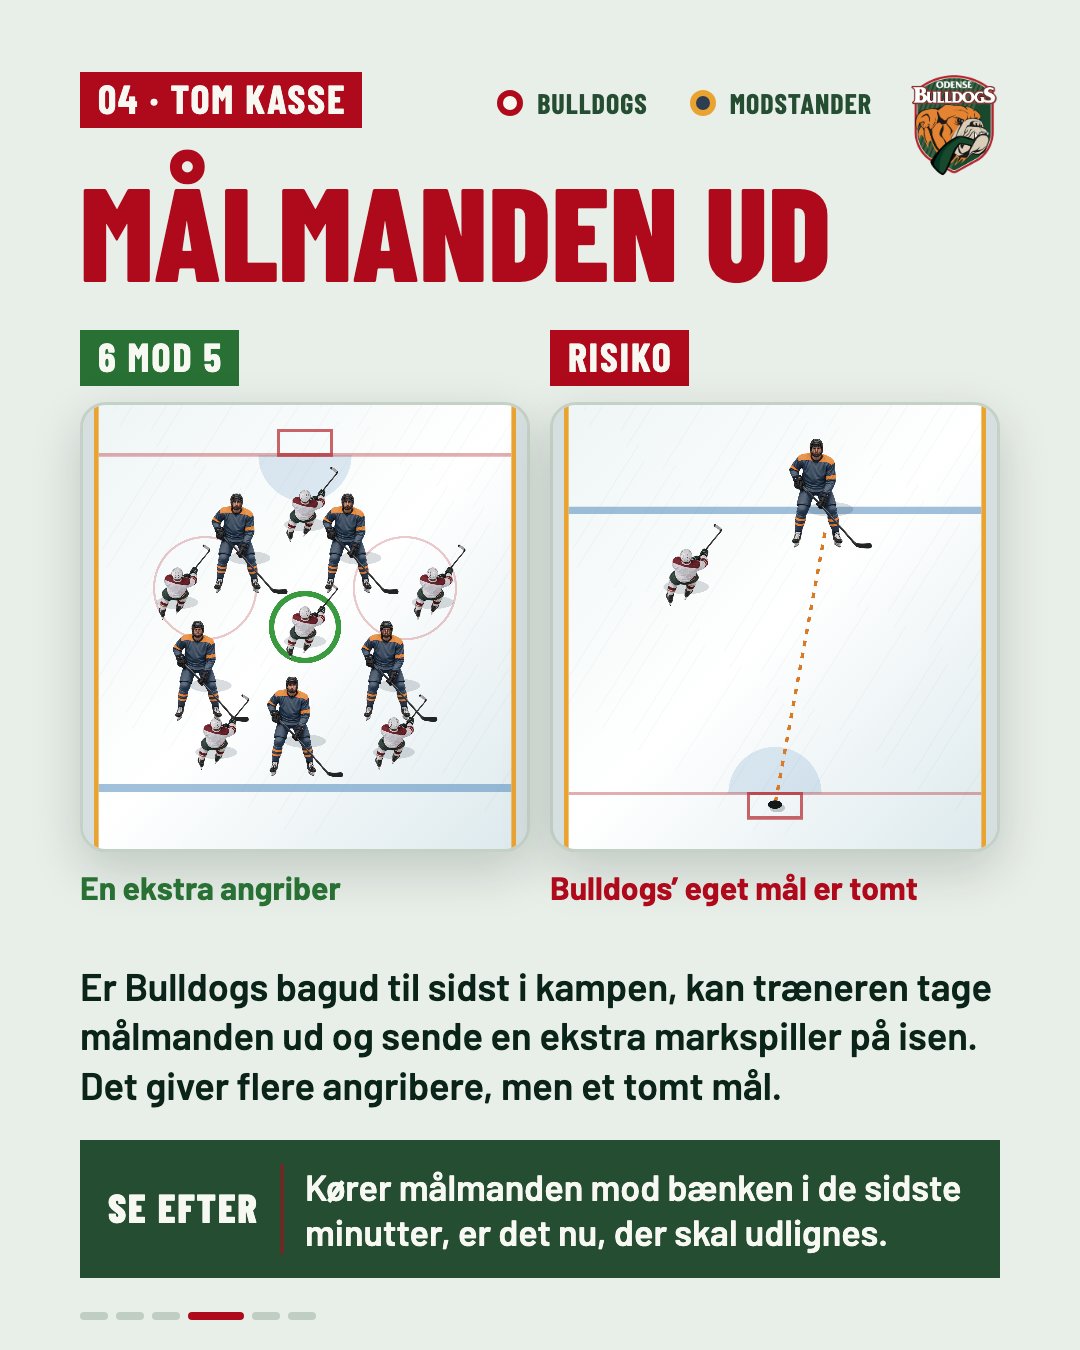 04 · TOM KASSE
BULLDOGS
MODSTANDER
ODENSE
BULLDOGS
MÅLMANDEN UD
6 MOD 5
RISIKO
En ekstra angriber
Bulldogs’ eget mål er tomt
Er Bulldogs bagud til sidst i kampen, kan træneren tage
målmanden ud og sende en ekstra markspiller på isen.
Det giver flere angribere, men et tomt mål.
SE EFTER
Kører målmanden mod bænken i de sidste
minutter, er det nu, der skal udlignes.